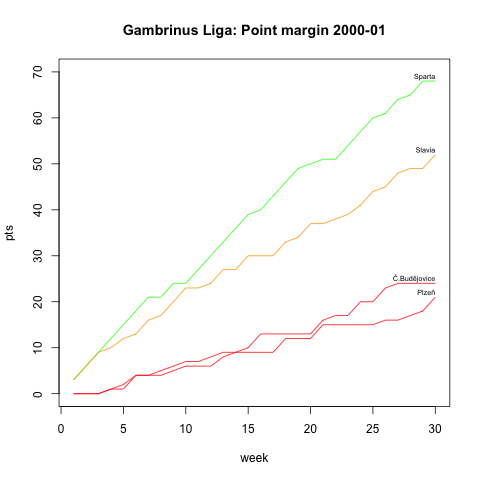 Gambrinus Liga: Point margin 2000-01
70
60
50
40
30
20
10
0
pts
Sparta
Slavia
Č.Budějovice
Plzeň
0 5 10 15 20 25 30
week